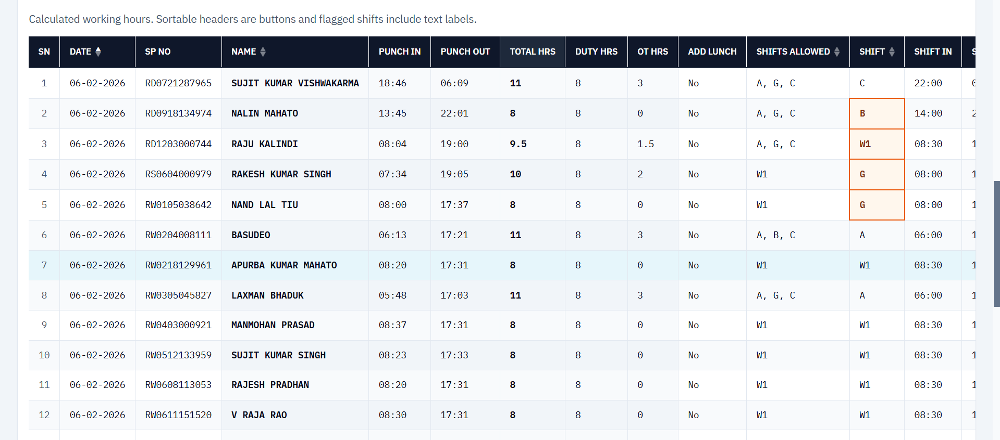 Calculated working hours. Sortable headers are buttons and flagged shifts include text labels.
SN DATE SP NO NAME PUNCH IN PUNCH OUT TOTAL HRS DUTY HRS OT HRS ADD LUNCH SHIFTS ALLOWED SHIFT SHIFT IN
1 06-02-2026 RD0721287965 SUJIT KUMAR VISHWAKARMA 18:46 06:09 11 8 3 No A, G, C C 22:00
2 06-02-2026 RD0918134974 NALIN MAHATO 13:45 22:01 8 8 0 No A, G, C B 14:00
3 06-02-2026 RD1203000744 RAJU KALINDI 08:04 19:00 9.5 8 1.5 No A, G, C W1 08:30
4 06-02-2026 RS0604000979 RAKESH KUMAR SINGH 07:34 19:05 10 8 2 No W1 G 08:00
5 06-02-2026 RW0105038642 NAND LAL TIU 08:00 17:37 8 8 0 No W1 G 08:00
6 06-02-2026 RW0204008111 BASUDEO 06:13 17:21 11 8 3 No A, B, C A 06:00
7 06-02-2026 RW0218129961 APURBA KUMAR MAHATO 08:20 17:31 8 8 0 No W1 W1 08:30
8 06-02-2026 RW0305045827 LAXMAN BHADUK 05:48 17:03 11 8 3 No A, G, C A 06:00
9 06-02-2026 RW0403000921 MANMOHAN PRASAD 08:37 17:31 8 8 0 No W1 W1 08:30
10 06-02-2026 RW0512133959 SUJIT KUMAR SINGH 08:23 17:33 8 8 0 No W1 W1 08:30
11 06-02-2026 RW0608113053 RAJESH PRADHAN 08:20 17:31 8 8 0 No W1 W1 08:30
12 06-02-2026 RW0611151520 V RAJA RAO 08:30 17:31 8 8 0 No W1 W1 08:30